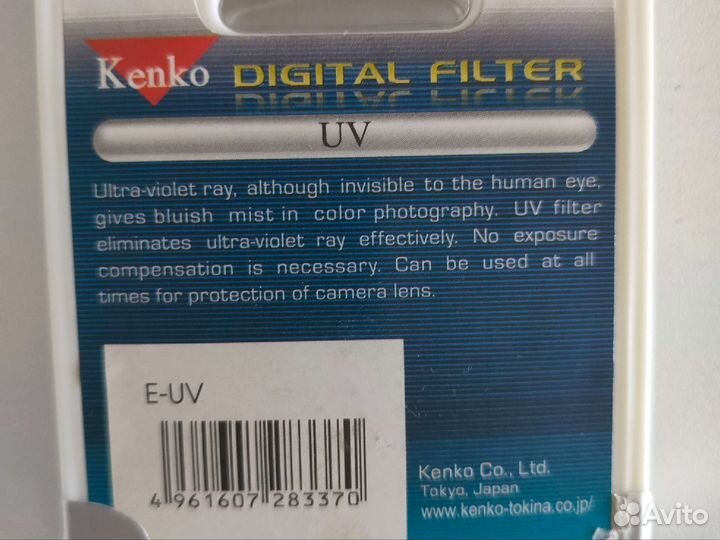 Kenko DIGITAL FILTER
UV
Ultra-violet ray, although invisible to the human eye,
gives bluish mist in color photography. UV filter
eliminates ultra-violet ray effectively. No exposure
compensation is necessary. Can be used at all
times for protection of camera lens.
E-UV
4 961607 283370
Kenko Co., Ltd.
Tokyo, Japan
www.kenko-tokina.co.jp/
Avito